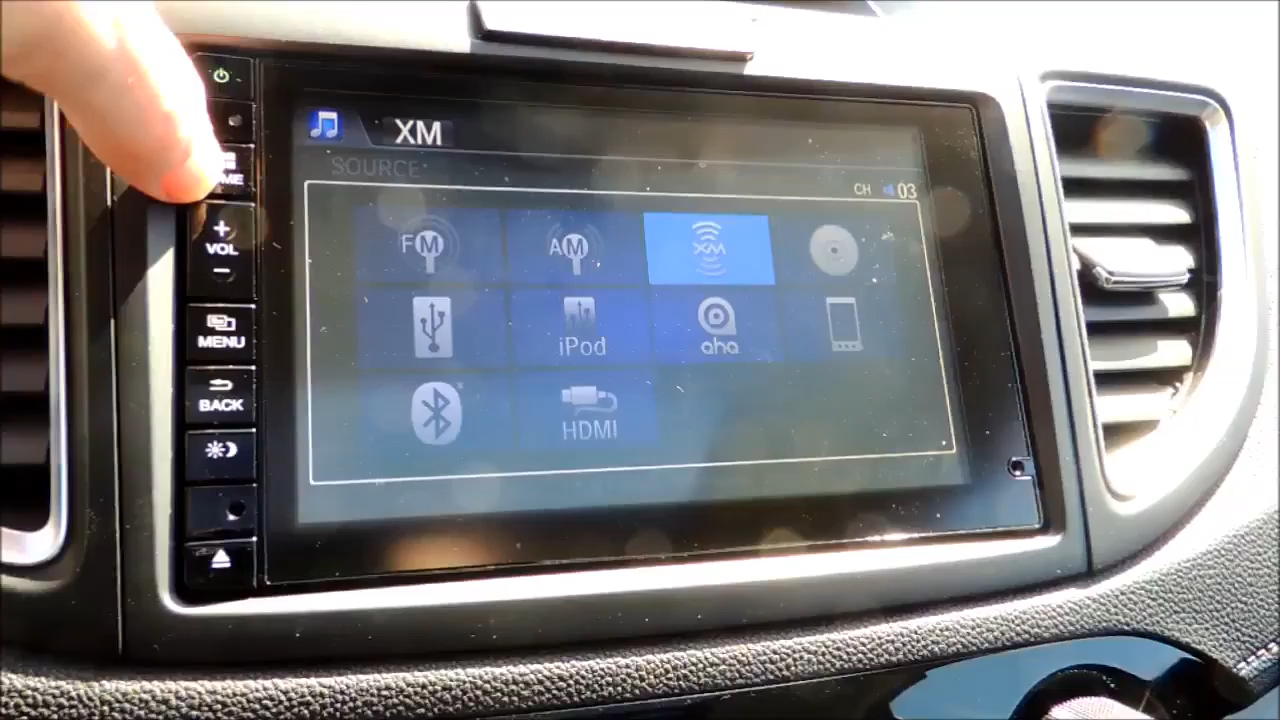 XM
SOURCE
CH 03
FM
AM
XM
iPod
aha
HDMI
+
VOL
−
MENU
BACK